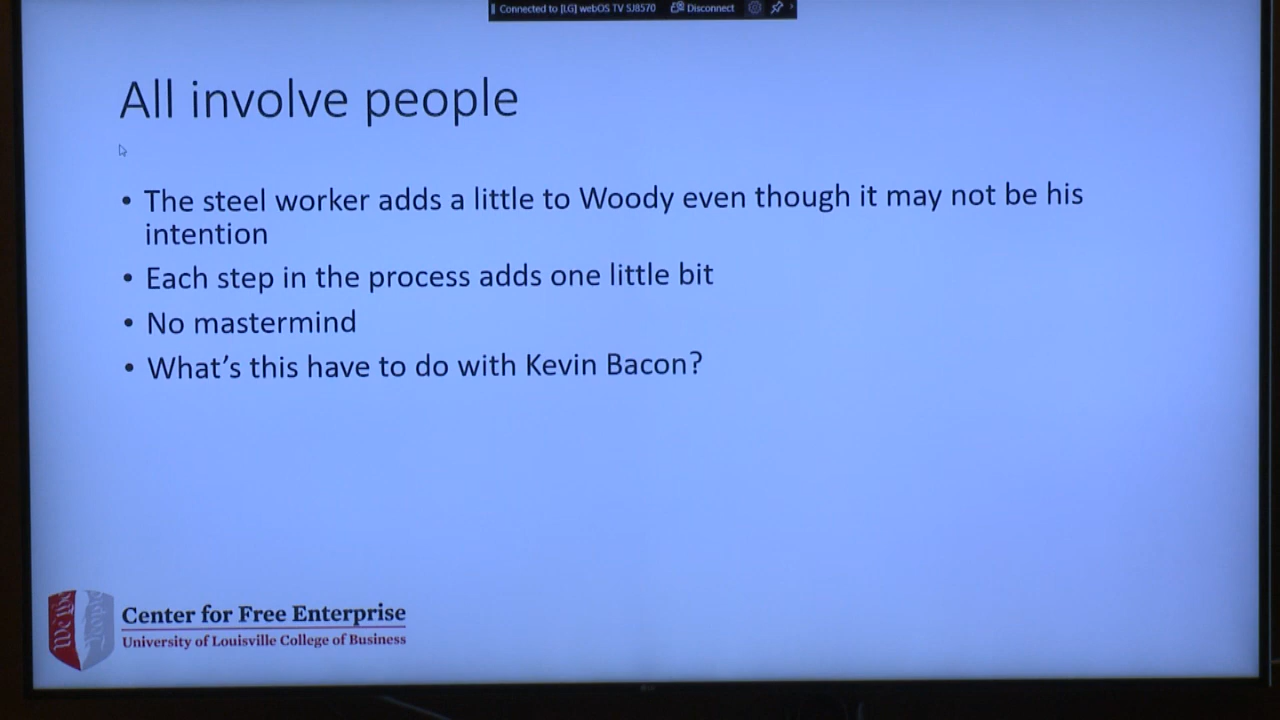 Connected to [LG] webOS TV SJ8570 Disconnect
All involve people
• The steel worker adds a little to Woody even though it may not be his
intention
• Each step in the process adds one little bit
• No mastermind
• What's this have to do with Kevin Bacon?
We the
Center for Free Enterprise
University of Louisville College of Business